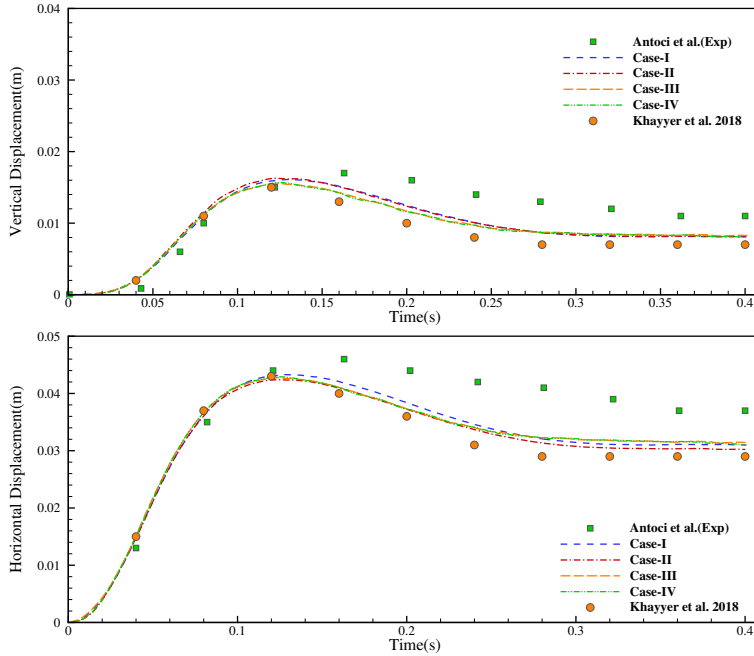 0.04
0.03
0.02
0.01
0
Vertical Displacement(m)
Antoci et al.(Exp)
Case-I
Case-II
Case-III
Case-IV
Khayyer et al. 2018
0 0.05 0.1 0.15 0.2 0.25 0.3 0.35 0.4
Time(s)
0.05
0.04
0.03
0.02
0.01
0.00
Horizontal Displacement(m)
Antoci et al.(Exp)
Case-I
Case-II
Case-III
Case-IV
Khayyer et al. 2018
0 0.1 0.2 0.3 0.4
Time(s)